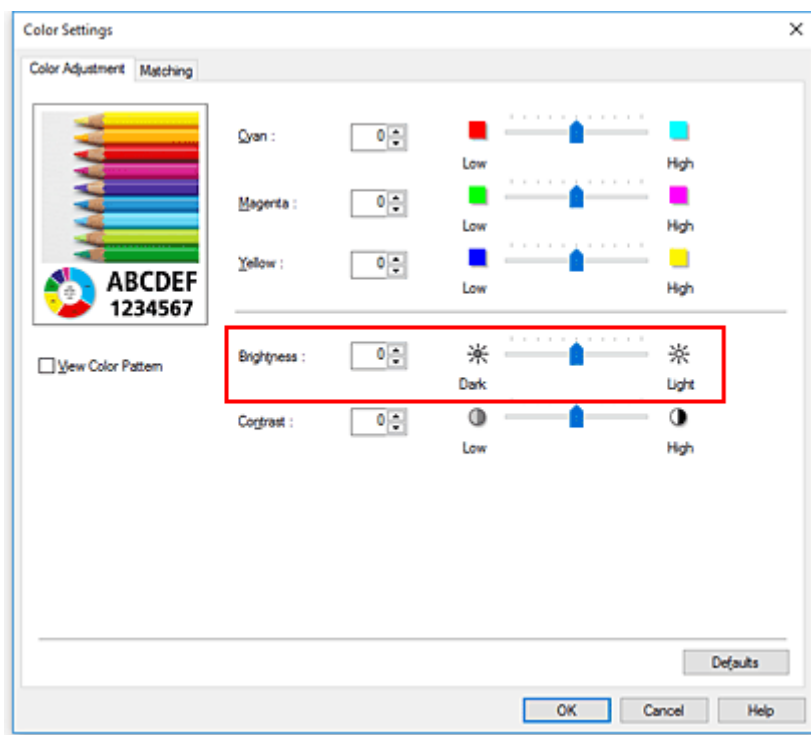 Color Settings
Color Adjustment Matching
Cyan : 0
Low High
Magenta : 0
Low High
Yellow : 0
Low High
ABCDEF
1234567
View Color Pattern
Brightness : 0
Dark Light
Contrast : 0
Low High
Defaults
OK Cancel Help